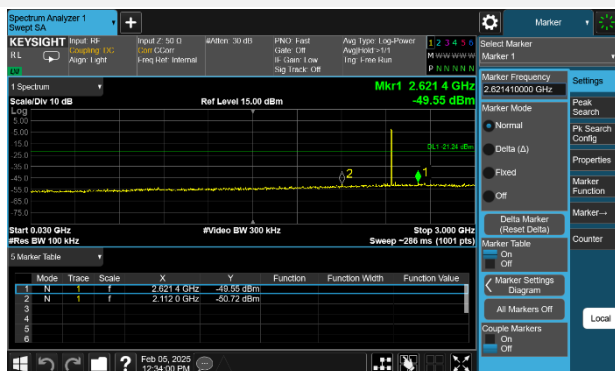 Spectrum Analyzer 1
Swept SA
Marker
KEYSIGHT
RL
Input: RF
Coupling: DC
Align: Light
Input Z: 50 Ω
Corr CCorr
Freq Ref: Internal
#Atten: 30 dB
PNO: Fast
Gate: Off
IF Gain: Low
Sig Track: Off
Avg Type: Log-Power
Avg|Hold:>1/1
Trig: Free Run
1 2 3 4 5 6
M W W W W W
P N N N N N
Select Marker
Marker 1
1 Spectrum
Mkr1 2.621 4 GHz
Scale/Div 10 dB
Ref Level 15.00 dBm
-49.55 dBm
Log
5.00
-5.00
-15.0
DL1 -21.24 dBm
-25.0
-35.0
-45.0
-55.0
-65.0
-75.0
2
1
Start 0.030 GHz
#Video BW 300 kHz
Stop 3.000 GHz
#Res BW 100 kHz
Sweep ~286 ms (1001 pts)
5 Marker Table
Mode Trace Scale X Y Function Function Width Function Value
1 N 1 f 2.621 4 GHz -49.55 dBm
2 N 1 f 2.112 0 GHz -50.72 dBm
3
4
5
6
Feb 05, 2025
12:34:00 PM
Marker Frequency
2.621410000 GHz
Marker Mode
Normal
Delta (Δ)
Fixed
Off
Delta Marker
(Reset Delta)
Marker Table
On
Off
Marker Settings
Diagram
All Markers Off
Couple Markers
On
Off
Settings
Peak
Search
Pk Search
Config
Properties
Marker
Function
Marker→
Counter
Local